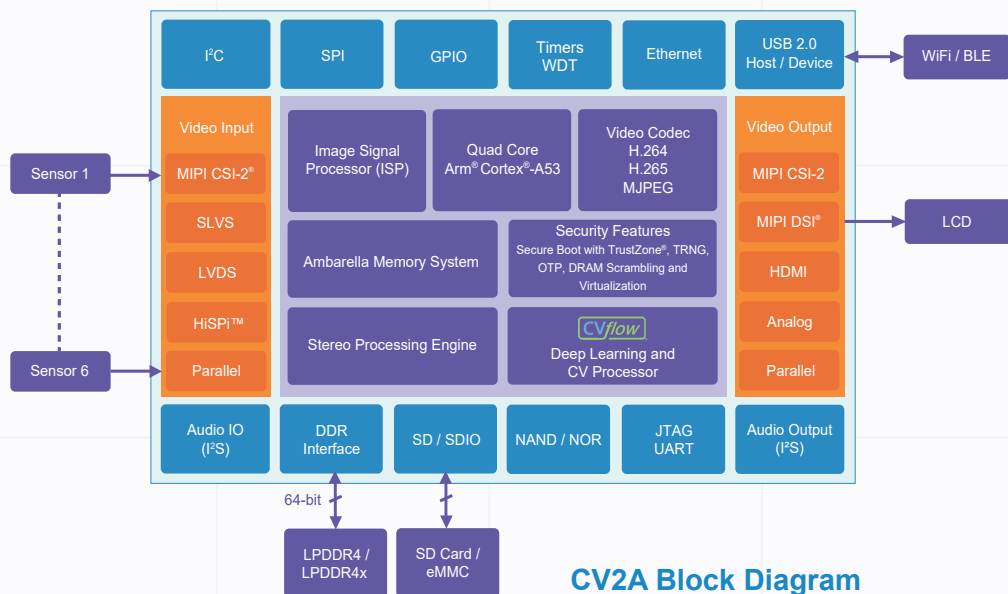 I²C
SPI
GPIO
Timers
WDT
Ethernet
USB 2.0
Host / Device
WiFi / BLE
Video Input
MIPI CSI-2®
SLVS
LVDS
HiSPi™
Parallel
Sensor 1
Sensor 6
Image Signal
Processor (ISP)
Quad Core
Arm® Cortex®-A53
Video Codec
H.264
H.265
MJPEG
Ambarella Memory System
Security Features
Secure Boot with TrustZone®, TRNG,
OTP, DRAM Scrambling and
Virtualization
Stereo Processing Engine
CVflow
Deep Learning and
CV Processor
Video Output
MIPI CSI-2
MIPI DSI®
HDMI
Analog
Parallel
LCD
Audio IO
(I²S)
DDR
Interface
SD / SDIO
NAND / NOR
JTAG
UART
Audio Output
(I²S)
64-bit
LPDDR4 /
LPDDR4x
SD Card /
eMMC
CV2A Block Diagram